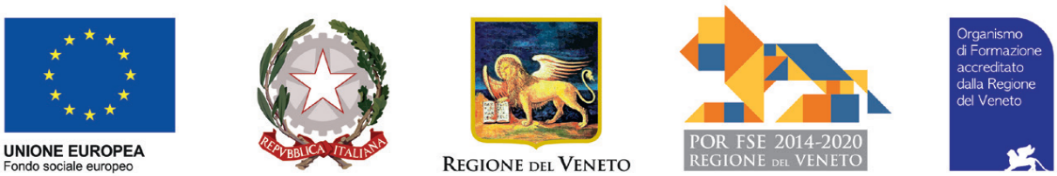 UNIONE EUROPEA
Fondo sociale europeo
REPVBBLICA ITALIANA
REGIONE DEL VENETO
POR FSE 2014-2020
REGIONE DEL VENETO
Organismo
di Formazione
accreditato
dalla Regione
del Veneto